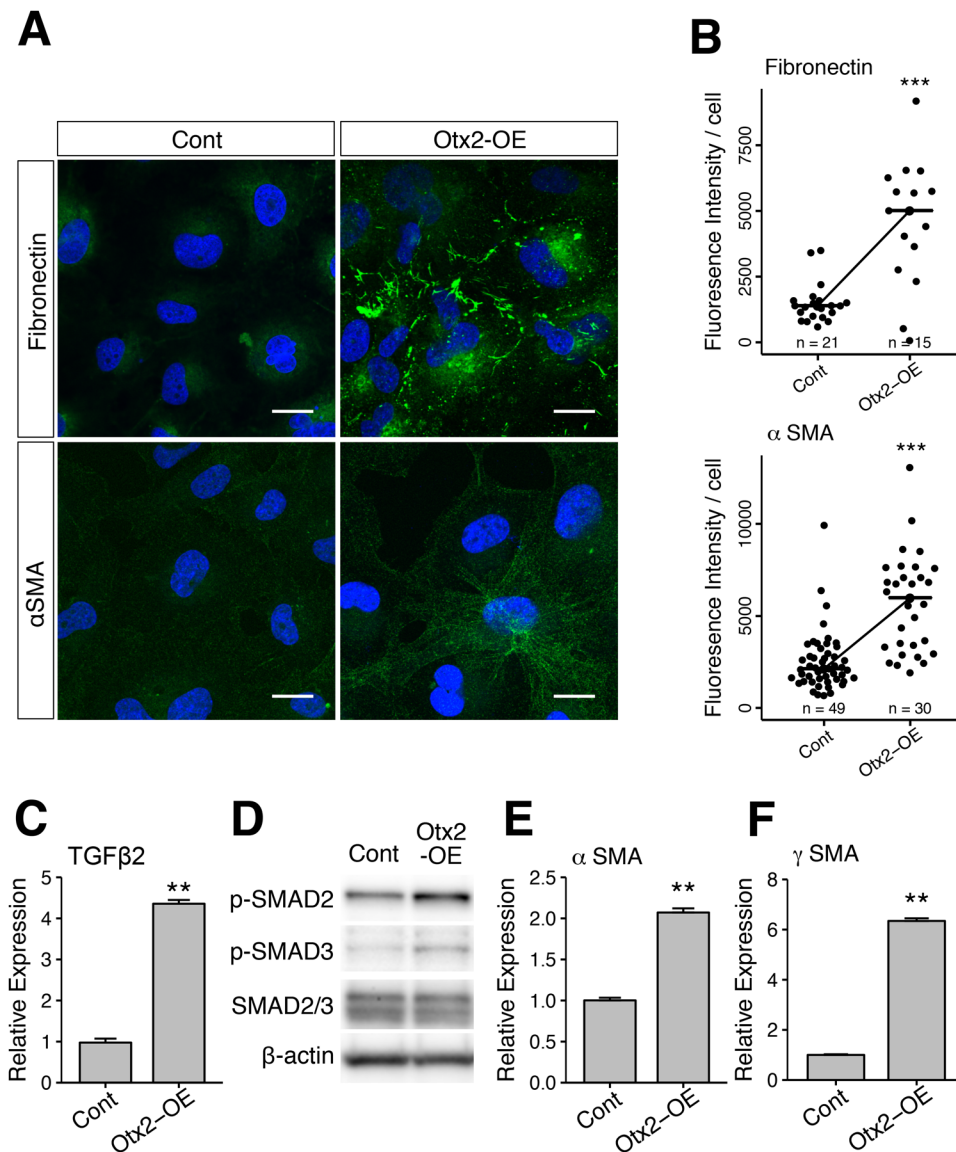 A
Cont
Otx2-OE
Fibronectin
αSMA
B
Fibronectin
***
Fluoresence Intensity / cell
7500
5000
2500
0
n = 21
n = 15
Cont
Otx2−OE
α SMA
***
Fluoresence Intensity / cell
10000
5000
0
n = 49
n = 30
Cont
Otx2−OE
C
TGFβ2
Relative Expression
5
4
3
2
1
0
**
Cont
Otx2−OE
D
Cont
Otx2
-OE
p-SMAD2
p-SMAD3
SMAD2/3
β-actin
E
α SMA
Relative Expression
2.5
2.0
1.5
1.0
0.5
0.0
**
Cont
Otx2−OE
F
γ SMA
Relative Expression
8
6
4
2
0
**
Cont
Otx2−OE